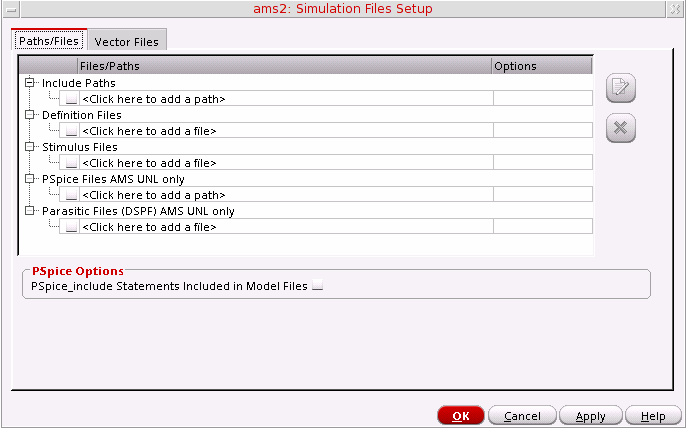 ams2: Simulation Files Setup
Paths/Files Vector Files
Files/Paths Options
Include Paths
<Click here to add a path>
Definition Files
<Click here to add a file>
Stimulus Files
<Click here to add a file>
PSpice Files AMS UNL only
<Click here to add a path>
Parasitic Files (DSPF) AMS UNL only
<Click here to add a file>
PSpice Options
PSpice_include Statements Included in Model Files
OK Cancel Apply Help